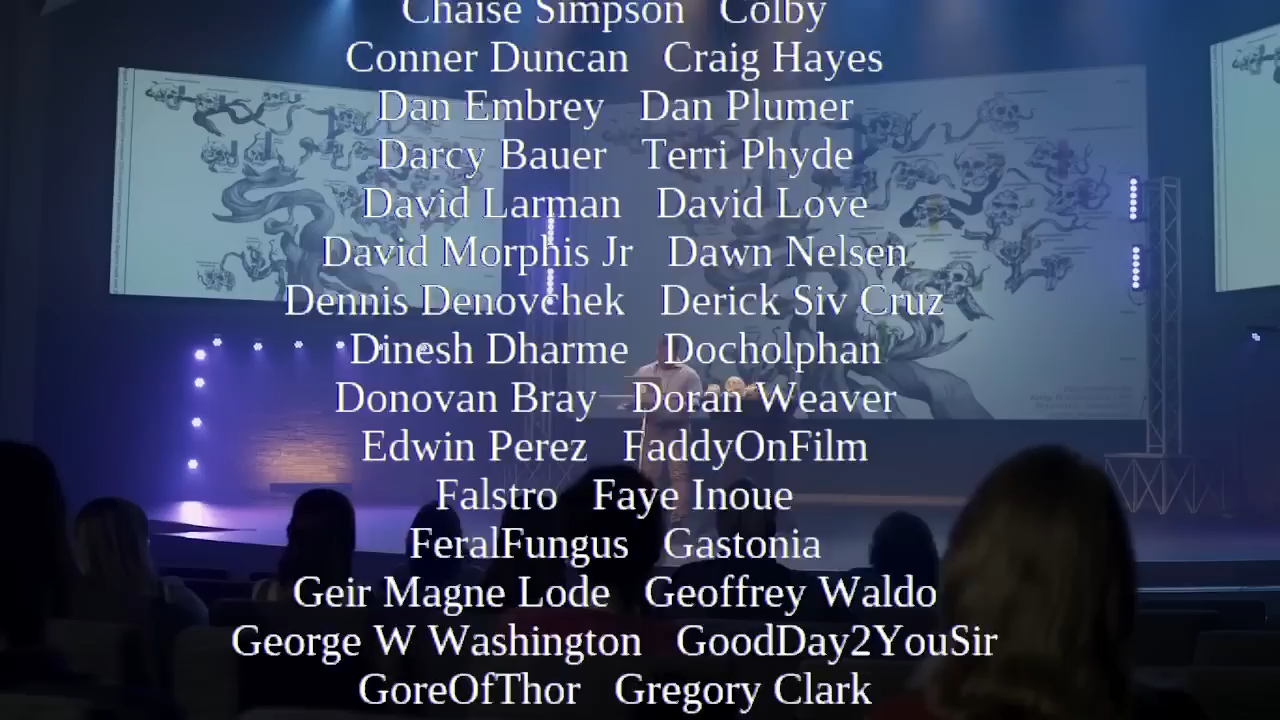 Chaise Simpson Colby
Conner Duncan Craig Hayes
Dan Embrey Dan Plumer
Darcy Bauer Terri Phyde
David Larman David Love
David Morphis Jr Dawn Nelsen
Dennis Denovchek Derick Siv Cruz
Dinesh Dharme Docholphan
Donovan Bray Doran Weaver
Edwin Perez FaddyOnFilm
Falstro Faye Inoue
FeralFungus Gastonia
Geir Magne Lode Geoffrey Waldo
George W Washington GoodDay2YouSir
GoreOfThor Gregory Clark